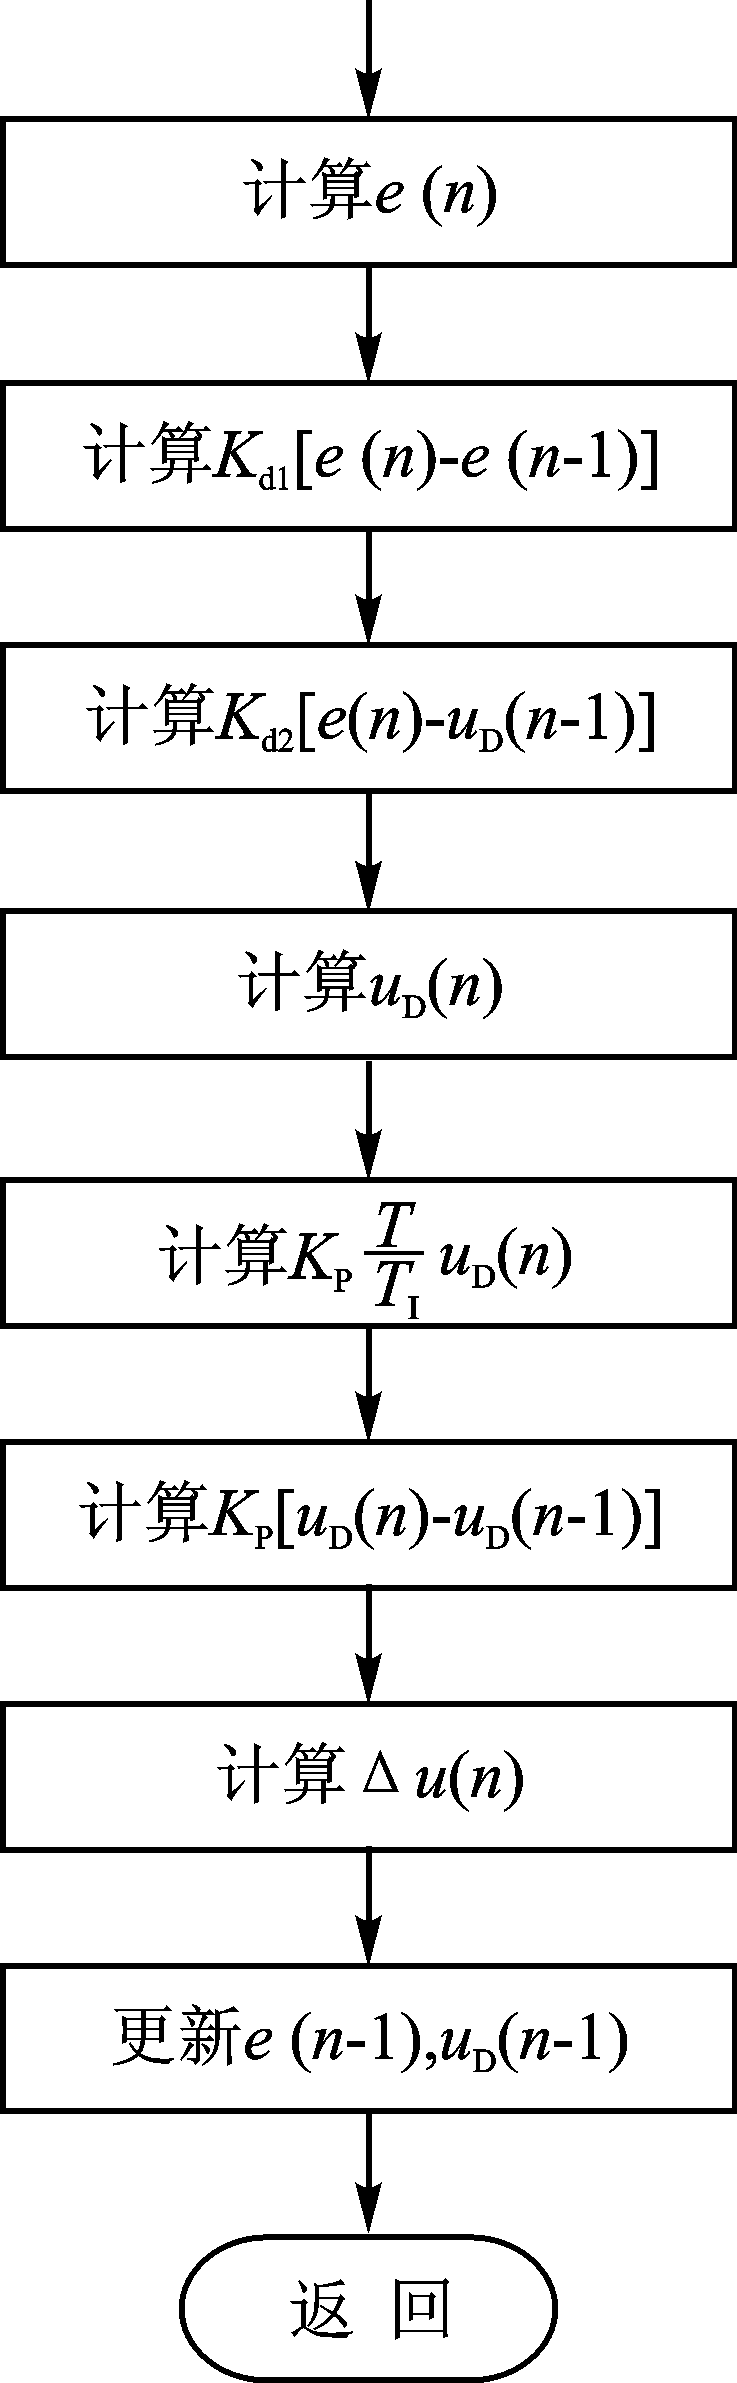 计算e (n)
计算Kd1[e (n)-e (n-1)]
计算Kd2[e(n)-uD(n-1)]
计算uD(n)
计算KP T/TI uD(n)
计算KP[uD(n)-uD(n-1)]
计算 Δ u(n)
更新e (n-1),uD(n-1)
返 回